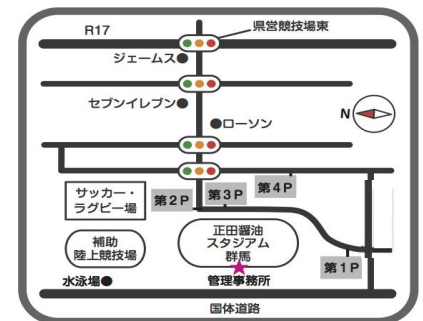 R17
県営競技場東
ジェームス
セブンイレブン
ローソン
N
サッカー・
ラグビー場
第2P
第3P
第4P
補助
陸上競技場
正田醤油
スタジアム
群馬
第1P
水泳場
管理事務所
国体道路